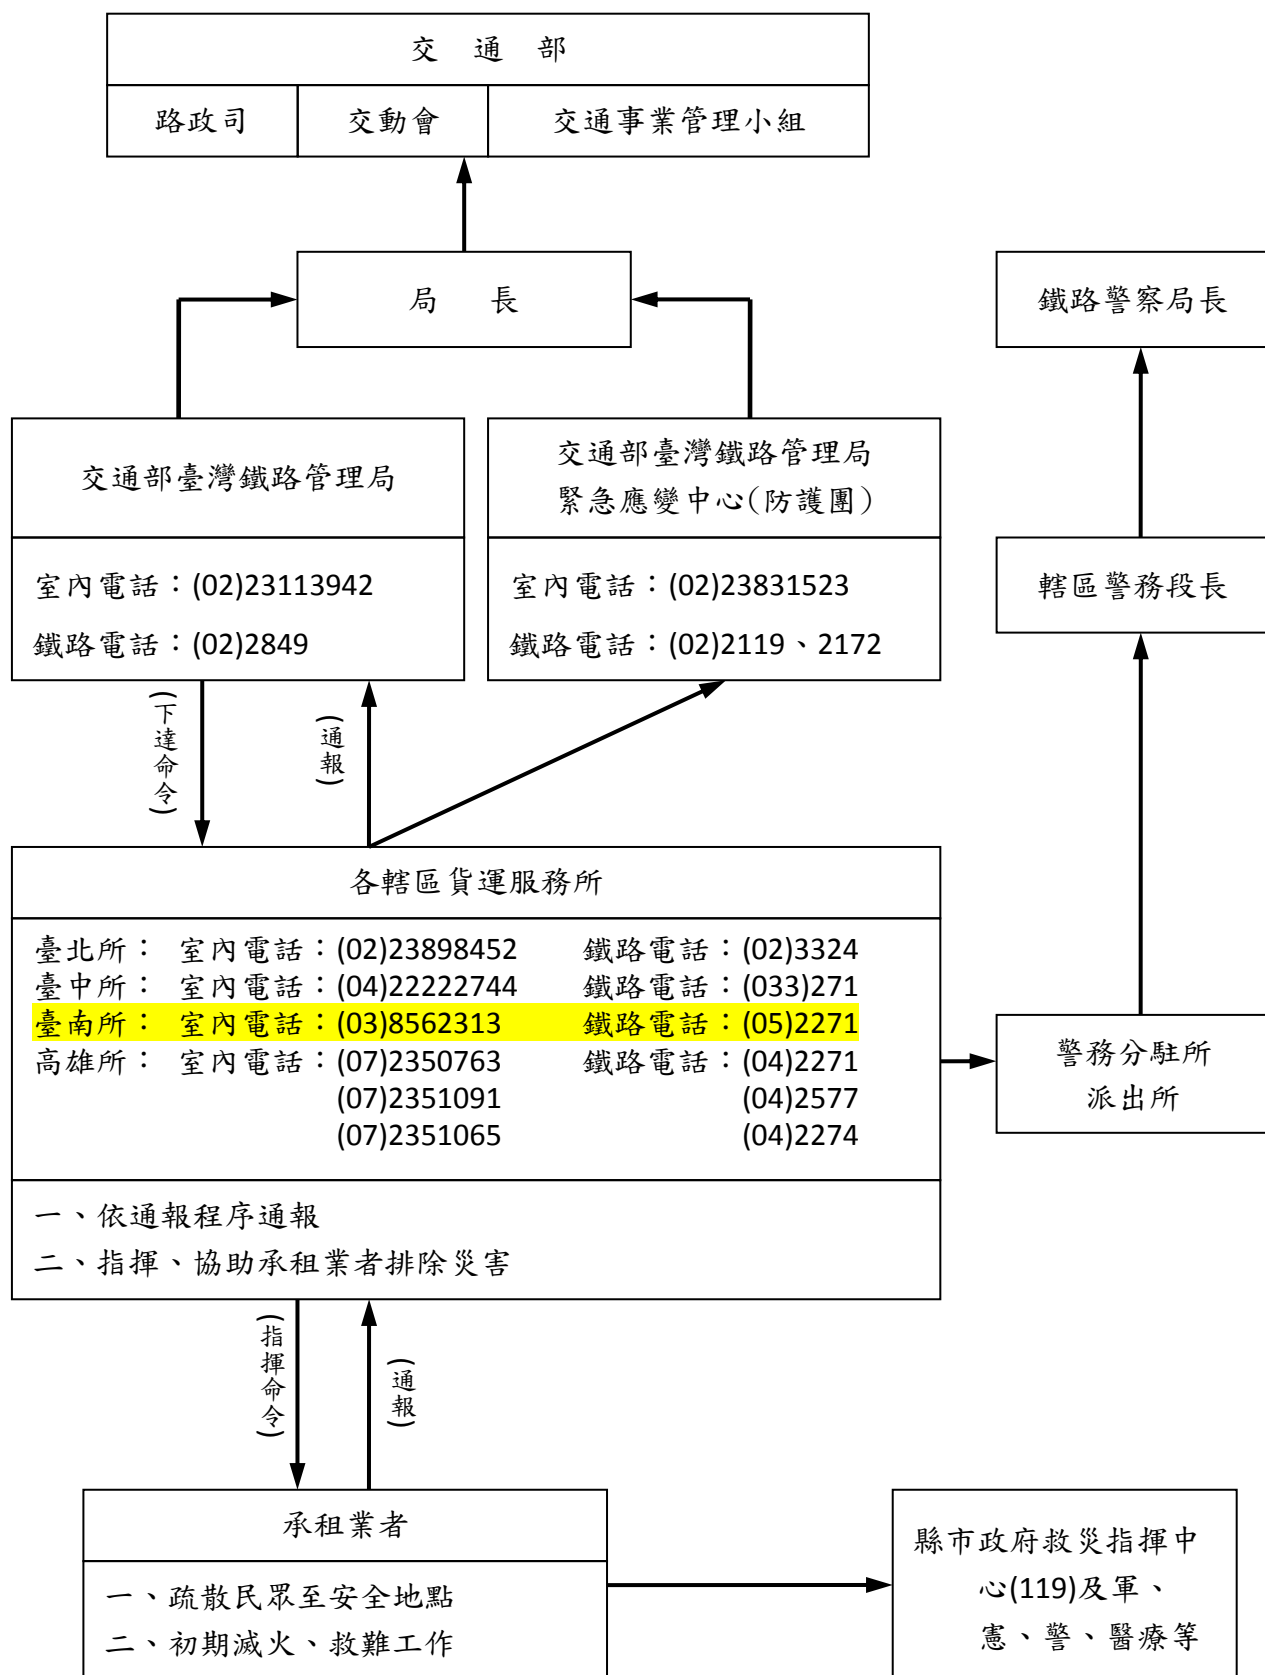 交 通 部
路政司 交動會 交通事業管理小組
局 長
鐵路警察局長
交通部臺灣鐵路管理局
交通部臺灣鐵路管理局
緊急應變中心(防護團)
室內電話：(02)23113942
鐵路電話：(02)2849
室內電話：(02)23831523
鐵路電話：(02)2119、2172
轄區警務段長
(下達命令)
(通報)
各轄區貨運服務所
臺北所： 室內電話：(02)23898452 鐵路電話：(02)3324
臺中所： 室內電話：(04)22222744 鐵路電話：(033)271
臺南所： 室內電話：(03)8562313 鐵路電話：(05)2271
高雄所： 室內電話：(07)2350763 鐵路電話：(04)2271
(07)2351091 (04)2577
(07)2351065 (04)2274
警務分駐所
派出所
一、依通報程序通報
二、指揮、協助承租業者排除災害
(指揮命令)
(通報)
承租業者
一、疏散民眾至安全地點
二、初期滅火、救難工作
縣市政府救災指揮中
心(119)及軍、
憲、警、醫療等